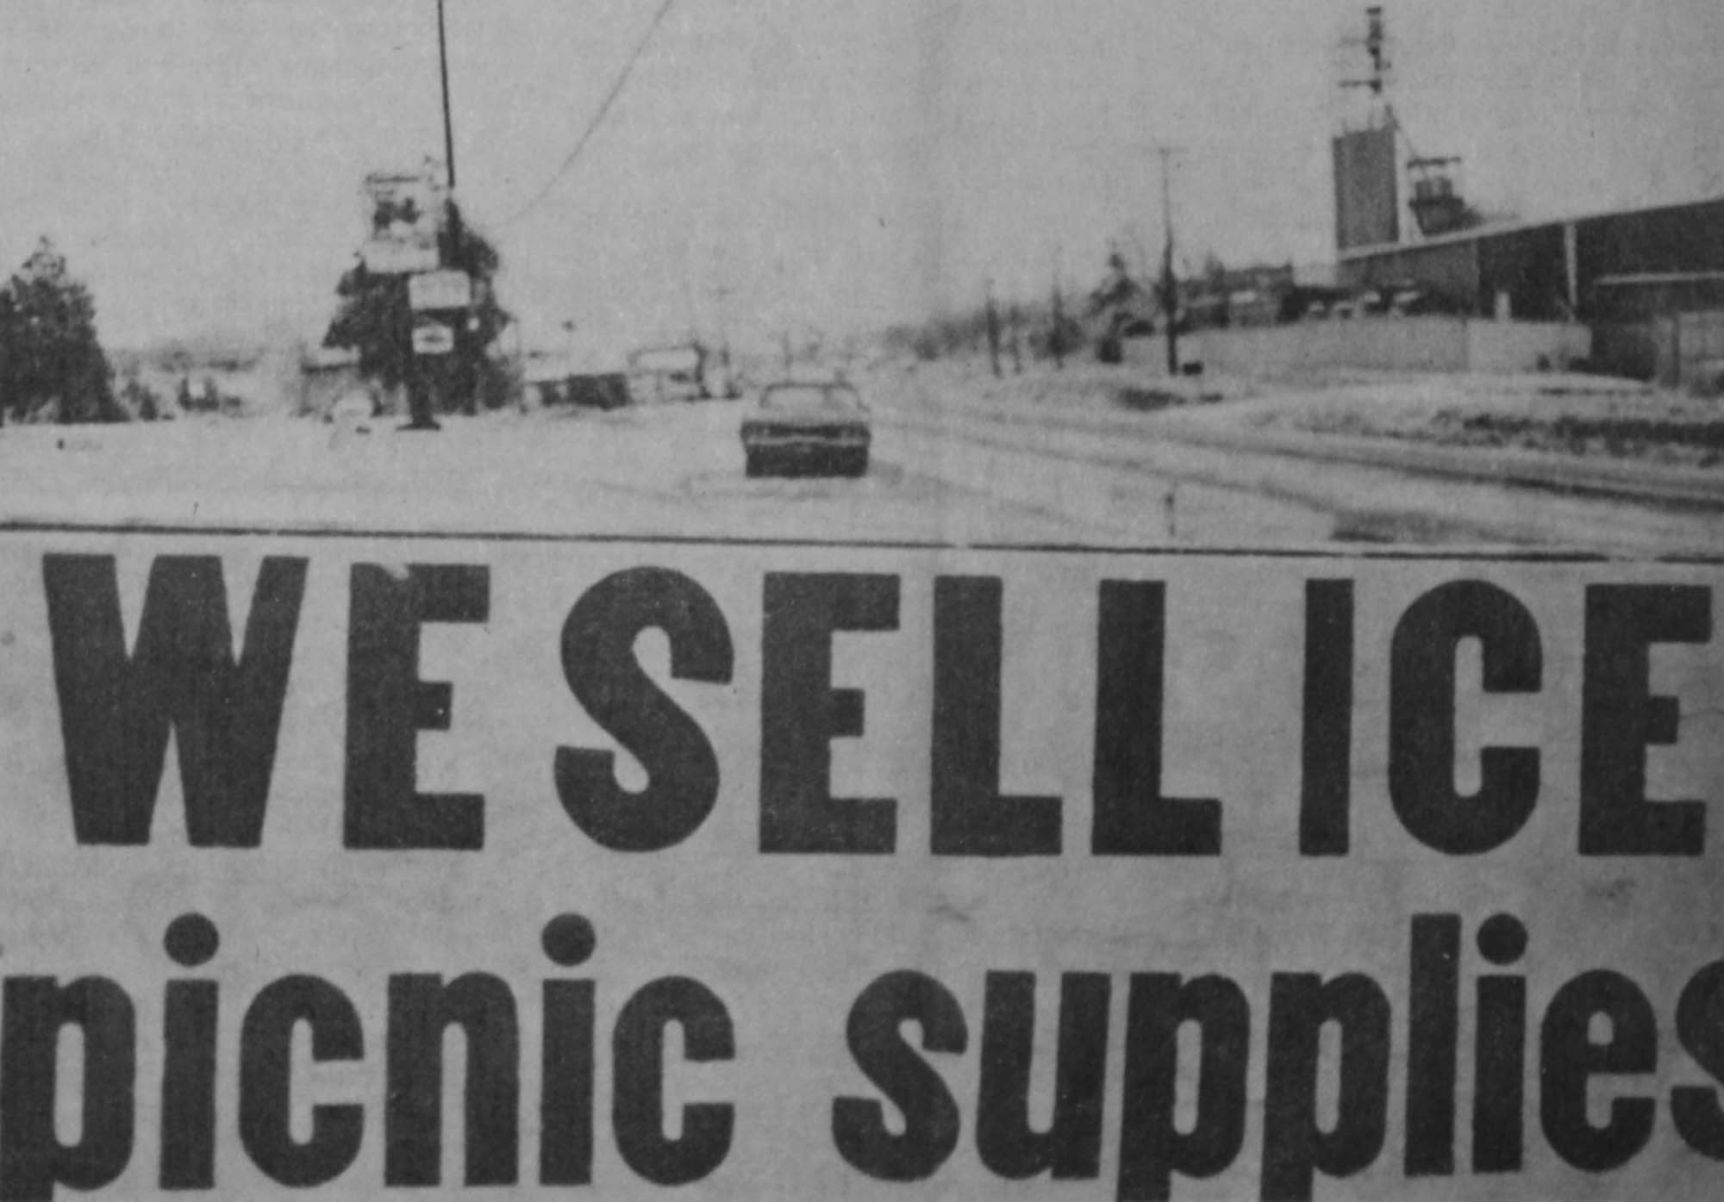 WE SELL ICE
picnic supplies